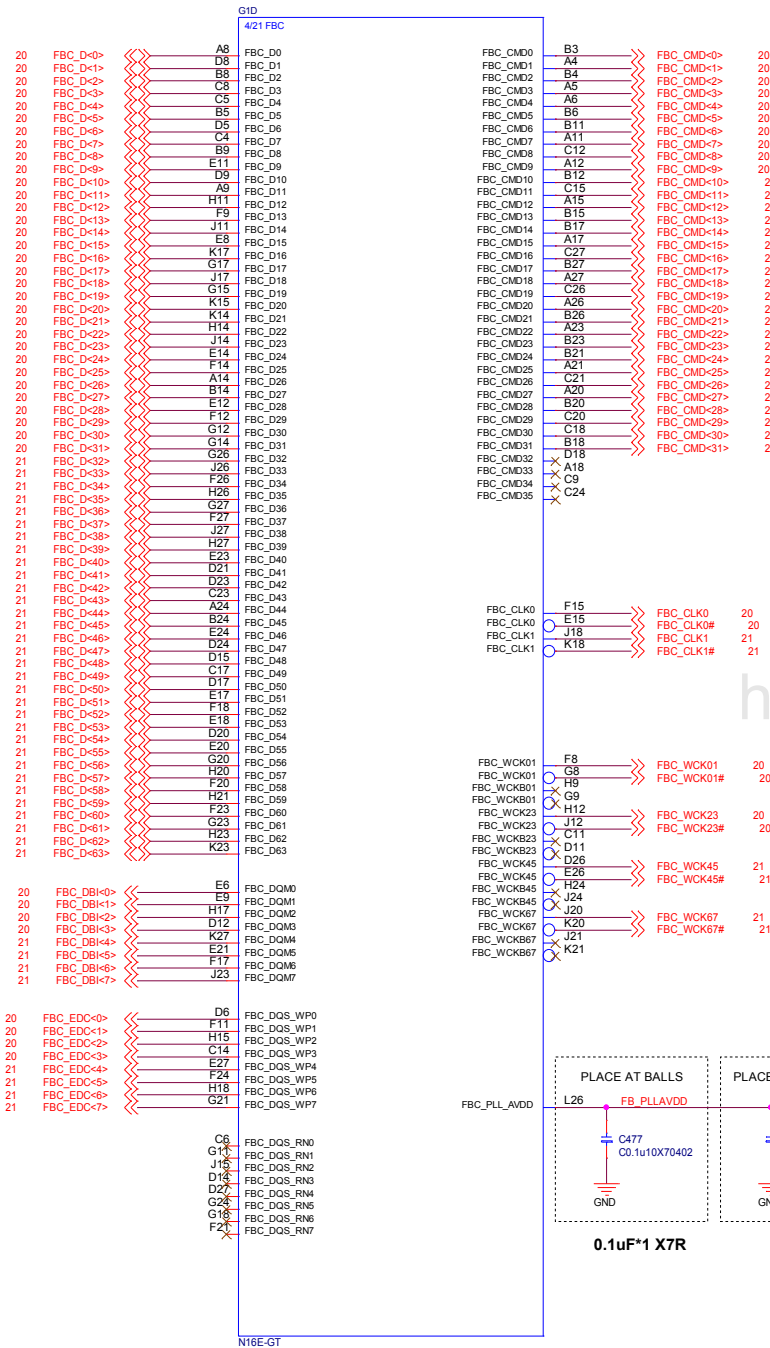 G1D
4/21 FBC
20 FBC_D<0> A8 FBC_D0 FBC_CMD0 B3 FBC_CMD<0> 20
20 FBC_D<1> D8 FBC_D1 FBC_CMD1 A4 FBC_CMD<1> 20
20 FBC_D<2> B8 FBC_D2 FBC_CMD2 B4 FBC_CMD<2> 20
20 FBC_D<3> C8 FBC_D3 FBC_CMD3 A5 FBC_CMD<3> 20
20 FBC_D<4> C5 FBC_D4 FBC_CMD4 A6 FBC_CMD<4> 20
20 FBC_D<5> B5 FBC_D5 FBC_CMD5 B6 FBC_CMD<5> 20
20 FBC_D<6> D5 FBC_D6 FBC_CMD6 B11 FBC_CMD<6> 20
20 FBC_D<7> C4 FBC_D7 FBC_CMD7 A11 FBC_CMD<7> 20
20 FBC_D<8> B9 FBC_D8 FBC_CMD8 C12 FBC_CMD<8> 20
20 FBC_D<9> E11 FBC_D9 FBC_CMD9 A12 FBC_CMD<9> 20
20 FBC_D<10> D9 FBC_D10 FBC_CMD10 B12 FBC_CMD<10> 2
20 FBC_D<11> A9 FBC_D11 FBC_CMD11 C15 FBC_CMD<11> 2
20 FBC_D<12> H11 FBC_D12 FBC_CMD12 A15 FBC_CMD<12> 2
20 FBC_D<13> F9 FBC_D13 FBC_CMD13 B15 FBC_CMD<13> 2
20 FBC_D<14> J11 FBC_D14 FBC_CMD14 B17 FBC_CMD<14> 2
20 FBC_D<15> E8 FBC_D15 FBC_CMD15 A17 FBC_CMD<15> 2
20 FBC_D<16> K17 FBC_D16 FBC_CMD16 C27 FBC_CMD<16> 2
20 FBC_D<17> G17 FBC_D17 FBC_CMD17 B27 FBC_CMD<17> 2
20 FBC_D<18> J17 FBC_D18 FBC_CMD18 A27 FBC_CMD<18> 2
20 FBC_D<19> G15 FBC_D19 FBC_CMD19 C26 FBC_CMD<19> 2
20 FBC_D<20> K15 FBC_D20 FBC_CMD20 A26 FBC_CMD<20> 2
20 FBC_D<21> K14 FBC_D21 FBC_CMD21 B26 FBC_CMD<21> 2
20 FBC_D<22> H14 FBC_D22 FBC_CMD22 A23 FBC_CMD<22> 2
20 FBC_D<23> J14 FBC_D23 FBC_CMD23 B23 FBC_CMD<23> 2
20 FBC_D<24> E14 FBC_D24 FBC_CMD24 B21 FBC_CMD<24> 2
20 FBC_D<25> F14 FBC_D25 FBC_CMD25 A21 FBC_CMD<25> 2
20 FBC_D<26> A14 FBC_D26 FBC_CMD26 C21 FBC_CMD<26> 2
20 FBC_D<27> B14 FBC_D27 FBC_CMD27 A20 FBC_CMD<27> 2
20 FBC_D<28> E12 FBC_D28 FBC_CMD28 B20 FBC_CMD<28> 2
20 FBC_D<29> F12 FBC_D29 FBC_CMD29 C20 FBC_CMD<29> 2
20 FBC_D<30> G12 FBC_D30 FBC_CMD30 C18 FBC_CMD<30> 2
20 FBC_D<31> G14 FBC_D31 FBC_CMD31 B18 FBC_CMD<31> 2
21 FBC_D<32> G26 FBC_D32 FBC_CMD32 D18
21 FBC_D<33> J26 FBC_D33 FBC_CMD33 A18
21 FBC_D<34> F26 FBC_D34 FBC_CMD34 C9
21 FBC_D<35> H26 FBC_D35 FBC_CMD35 C24
21 FBC_D<36> G27 FBC_D36
21 FBC_D<37> F27 FBC_D37
21 FBC_D<38> J27 FBC_D38
21 FBC_D<39> H27 FBC_D39
21 FBC_D<40> E23 FBC_D40
21 FBC_D<41> D21 FBC_D41
21 FBC_D<42> D23 FBC_D42
21 FBC_D<43> C23 FBC_D43
21 FBC_D<44> A24 FBC_D44 FBC_CLK0 F15 FBC_CLK0 20
21 FBC_D<45> B24 FBC_D45 FBC_CLK0 E15 FBC_CLK0# 20
21 FBC_D<46> E24 FBC_D46 FBC_CLK1 J18 FBC_CLK1 21
21 FBC_D<47> D24 FBC_D47 FBC_CLK1 K18 FBC_CLK1# 21
21 FBC_D<48> D15 FBC_D48
21 FBC_D<49> C17 FBC_D49
21 FBC_D<50> D17 FBC_D50
h
21 FBC_D<51> E17 FBC_D51
21 FBC_D<52> F18 FBC_D52
21 FBC_D<53> E18 FBC_D53
21 FBC_D<54> D20 FBC_D54
21 FBC_D<55> E20 FBC_D55
21 FBC_D<56> G20 FBC_D56 FBC_WCK01 F8 FBC_WCK01 20
21 FBC_D<57> H20 FBC_D57 FBC_WCK01 G8 FBC_WCK01# 20
21 FBC_D<58> F20 FBC_D58 FBC_WCKB01 H9
21 FBC_D<59> H21 FBC_D59 FBC_WCKB01 G9
21 FBC_D<60> F23 FBC_D60 FBC_WCK23 H12 FBC_WCK23 20
21 FBC_D<61> G23 FBC_D61 FBC_WCK23 J12 FBC_WCK23# 20
21 FBC_D<62> H23 FBC_D62 FBC_WCKB23 C11
21 FBC_D<63> K23 FBC_D63 FBC_WCKB23 D11
FBC_WCK45 D26 FBC_WCK45 21
FBC_WCK45 E26 FBC_WCK45# 21
20 FBC_DBI<0> E6 FBC_DQM0 FBC_WCKB45 H24
20 FBC_DBI<1> E9 FBC_DQM1 FBC_WCKB45 J24
20 FBC_DBI<2> H17 FBC_DQM2 FBC_WCK67 J20 FBC_WCK67 21
20 FBC_DBI<3> D12 FBC_DQM3 FBC_WCK67 K20 FBC_WCK67# 21
21 FBC_DBI<4> K27 FBC_DQM4 FBC_WCKB67 J21
21 FBC_DBI<5> E21 FBC_DQM5 FBC_WCKB67 K21
21 FBC_DBI<6> F17 FBC_DQM6
21 FBC_DBI<7> J23 FBC_DQM7
20 FBC_EDC<0> D6 FBC_DQS_WP0
20 FBC_EDC<1> F11 FBC_DQS_WP1
20 FBC_EDC<2> H15 FBC_DQS_WP2
20 FBC_EDC<3> C14 FBC_DQS_WP3
21 FBC_EDC<4> E27 FBC_DQS_WP4
21 FBC_EDC<5> F24 FBC_DQS_WP5
PLACE AT BALLS PLACE
21 FBC_EDC<6> H18 FBC_DQS_WP6
21 FBC_EDC<7> G21 FBC_DQS_WP7 FBC_PLL_AVDD L26 FB_PLLAVDD
C6 FBC_DQS_RN0 C477
G11 FBC_DQS_RN1 C0.1u10X70402
J15 FBC_DQS_RN2
D14 FBC_DQS_RN3
D27 FBC_DQS_RN4
G24 FBC_DQS_RN5 GND GN
G18 FBC_DQS_RN6
F21 FBC_DQS_RN7
0.1uF*1 X7R
N16E-GT